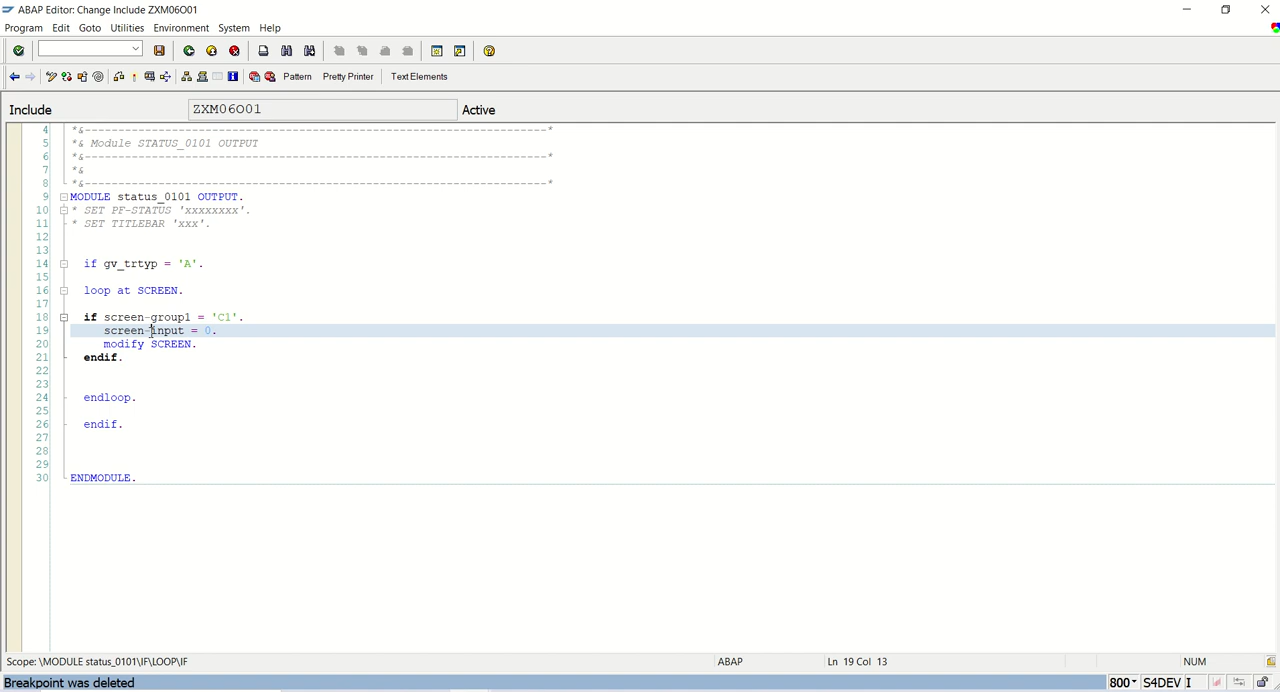 ABAP Editor: Change Include ZXM06O01
Program Edit Goto Utilities Environment System Help
Pattern Pretty Printer Text Elements
Include ZXM06O01 Active
4 *&---------------------------------------------------------------------*
5 *& Module STATUS_0101 OUTPUT
6 *&---------------------------------------------------------------------*
7 *&
8 *&---------------------------------------------------------------------*
9 MODULE status_0101 OUTPUT.
10 * SET PF-STATUS 'xxxxxxxx'.
11 * SET TITLEBAR 'xxx'.
12
13
14 if gv_trtyp = 'A'.
15
16 loop at SCREEN.
17
18 if screen-group1 = 'C1'.
19 screen-input = 0.
20 modify SCREEN.
21 endif.
22
23
24 endloop.
25
26 endif.
27
28
29
30 ENDMODULE.
Scope: \MODULE status_0101\IF\LOOP\IF ABAP Ln 19 Col 13 NUM
Breakpoint was deleted 800 S4DEV I